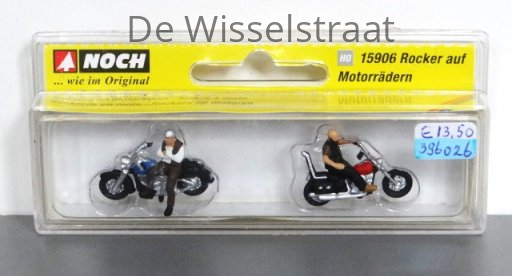 De Wisselstraat
NOCH
... wie im Original
H0 15906 Rocker auf
Motorrädern
€13,50
396026